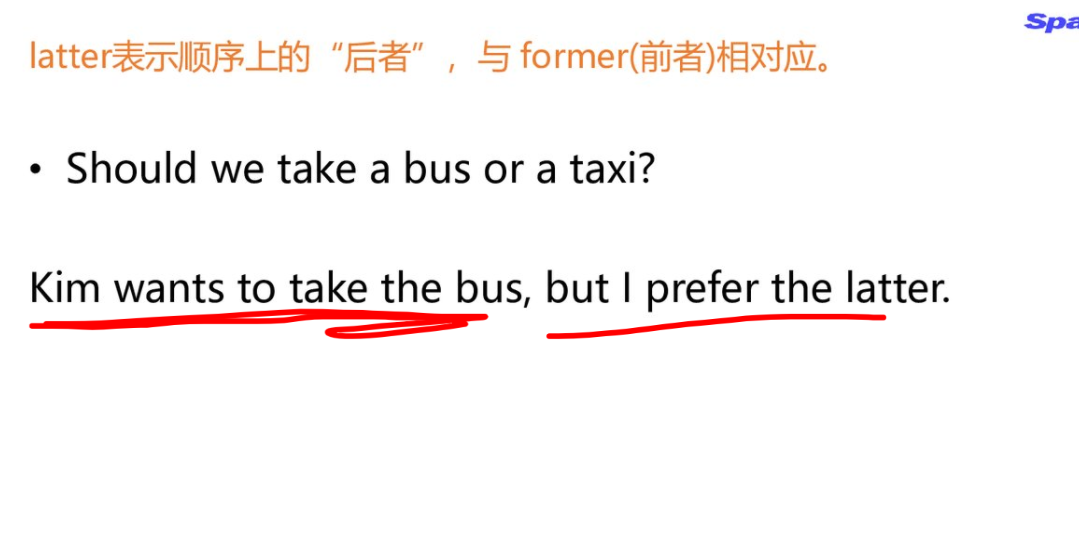 Spa
latter表示顺序上的“后者”，与 former(前者)相对应。
• Should we take a bus or a taxi?
Kim wants to take the bus, but I prefer the latter.